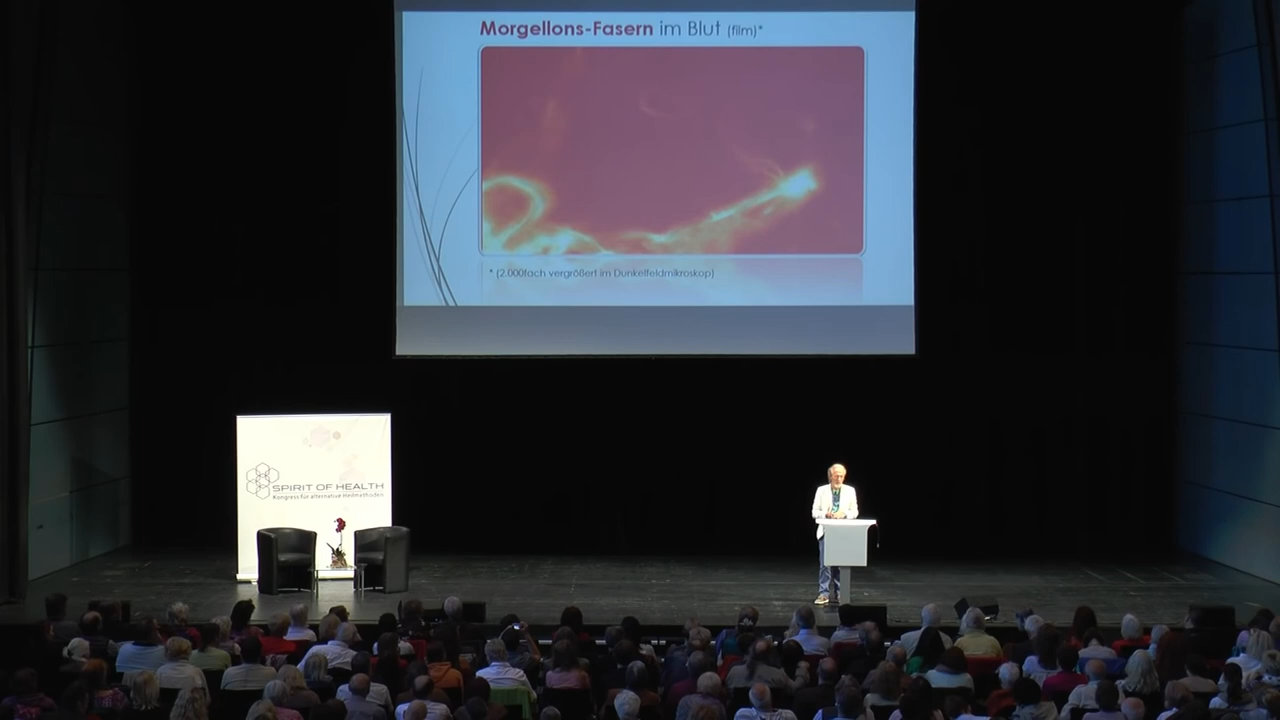 Morgellons-Fasern im Blut (film)*
* (2.000fach vergrößert im Dunkelfeldmikroskop)
SPIRIT OF HEALTH
Kongress für alternative Heilmethoden